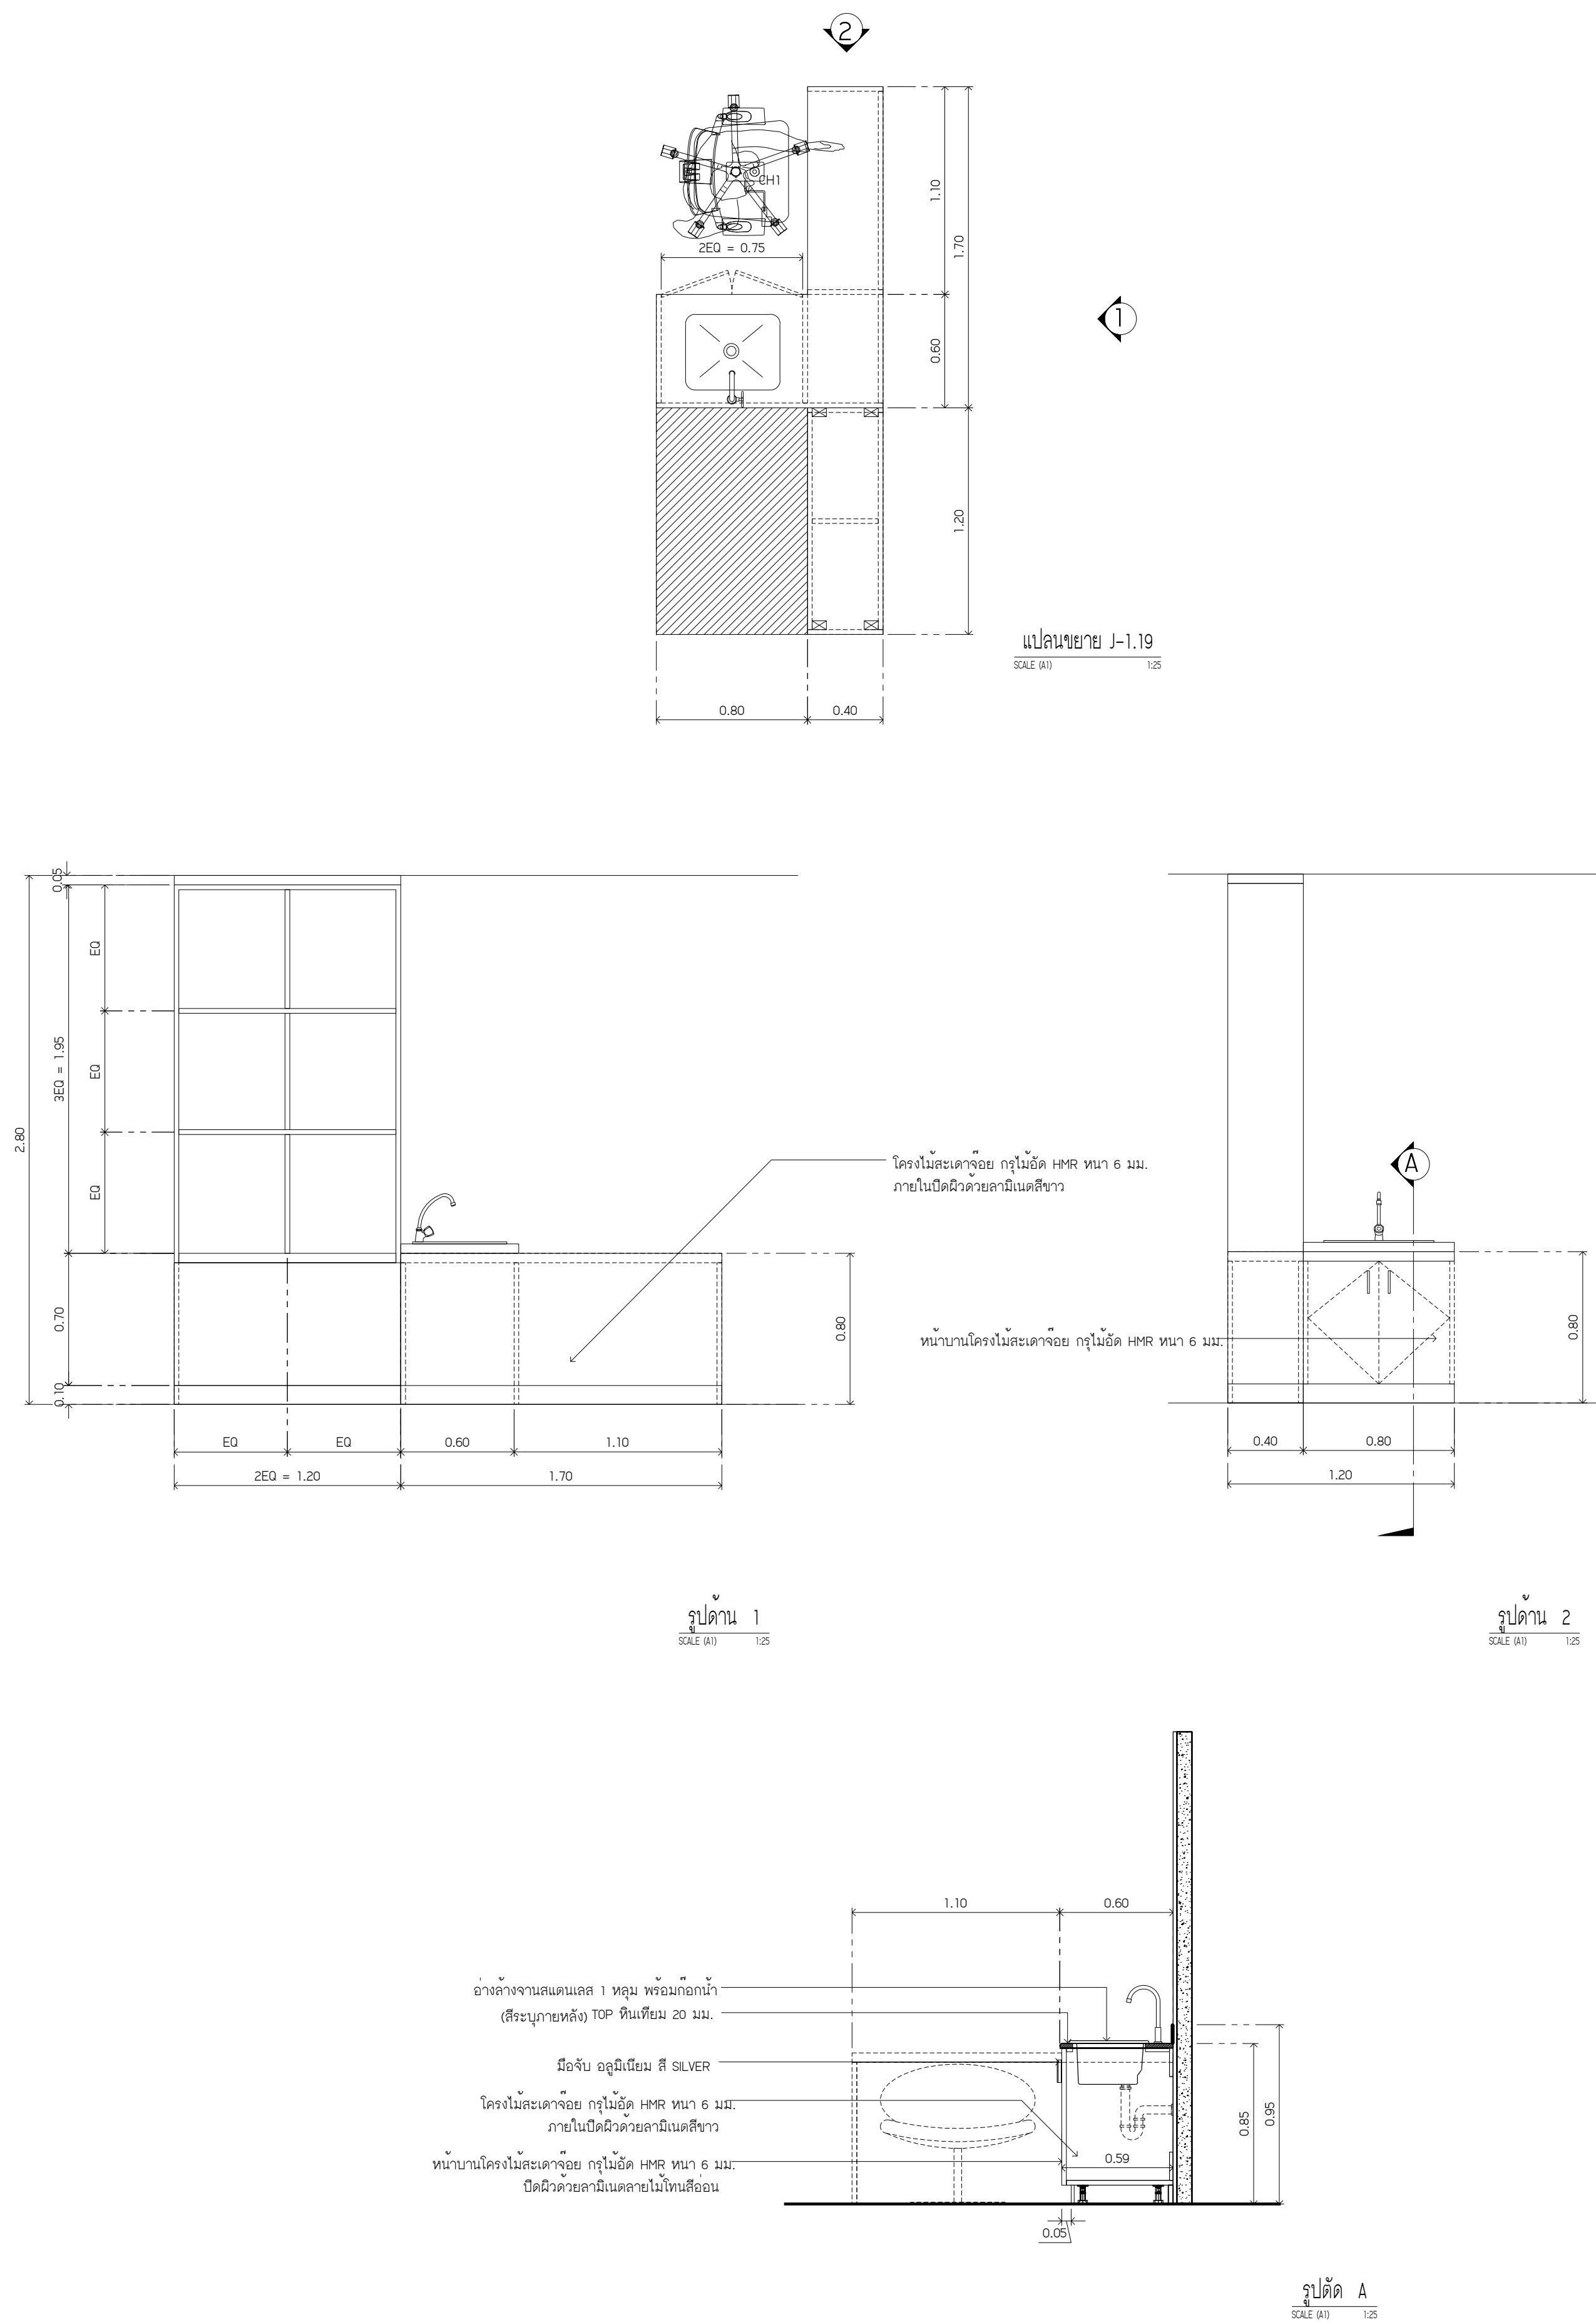 2
CH1
2EQ = 0.75
1.10
1.70
0.60
1
1.20
0.80
0.40
แปลนขยาย J-1.19
SCALE (A1) 1:25
0.05
EQ
3EQ = 1.95
EQ
2.80
EQ
0.70
0.10
0.80
โครงไม้สะเดาจ๊อย กรุไม้อัด HMR หนา 6 มม.
ภายในปิดผิวด้วยลามิเนตสีขาว
EQ
EQ
0.60
1.10
2EQ = 1.20
1.70
รูปด้าน 1
SCALE (A1) 1:25
A
หน้าบานโครงไม้สะเดาจ๊อย กรุไม้อัด HMR หนา 6 มม.
0.80
0.40
0.80
1.20
รูปด้าน 2
SCALE (A1) 1:25
1.10
0.60
อ่างล้างจานสแตนเลส 1 หลุม พร้อมก๊อกน้ำ
(สีระบุภายหลัง) TOP หินเทียม 20 มม.
มือจับ อลูมิเนียม สี SILVER
โครงไม้สะเดาจ๊อย กรุไม้อัด HMR หนา 6 มม.
ภายในปิดผิวด้วยลามิเนตสีขาว
หน้าบานโครงไม้สะเดาจ๊อย กรุไม้อัด HMR หนา 6 มม.
ปิดผิวด้วยลามิเนตลายไม้โทนสีอ่อน
0.59
0.85
0.95
0.05
รูปตัด A
SCALE (A1) 1:25